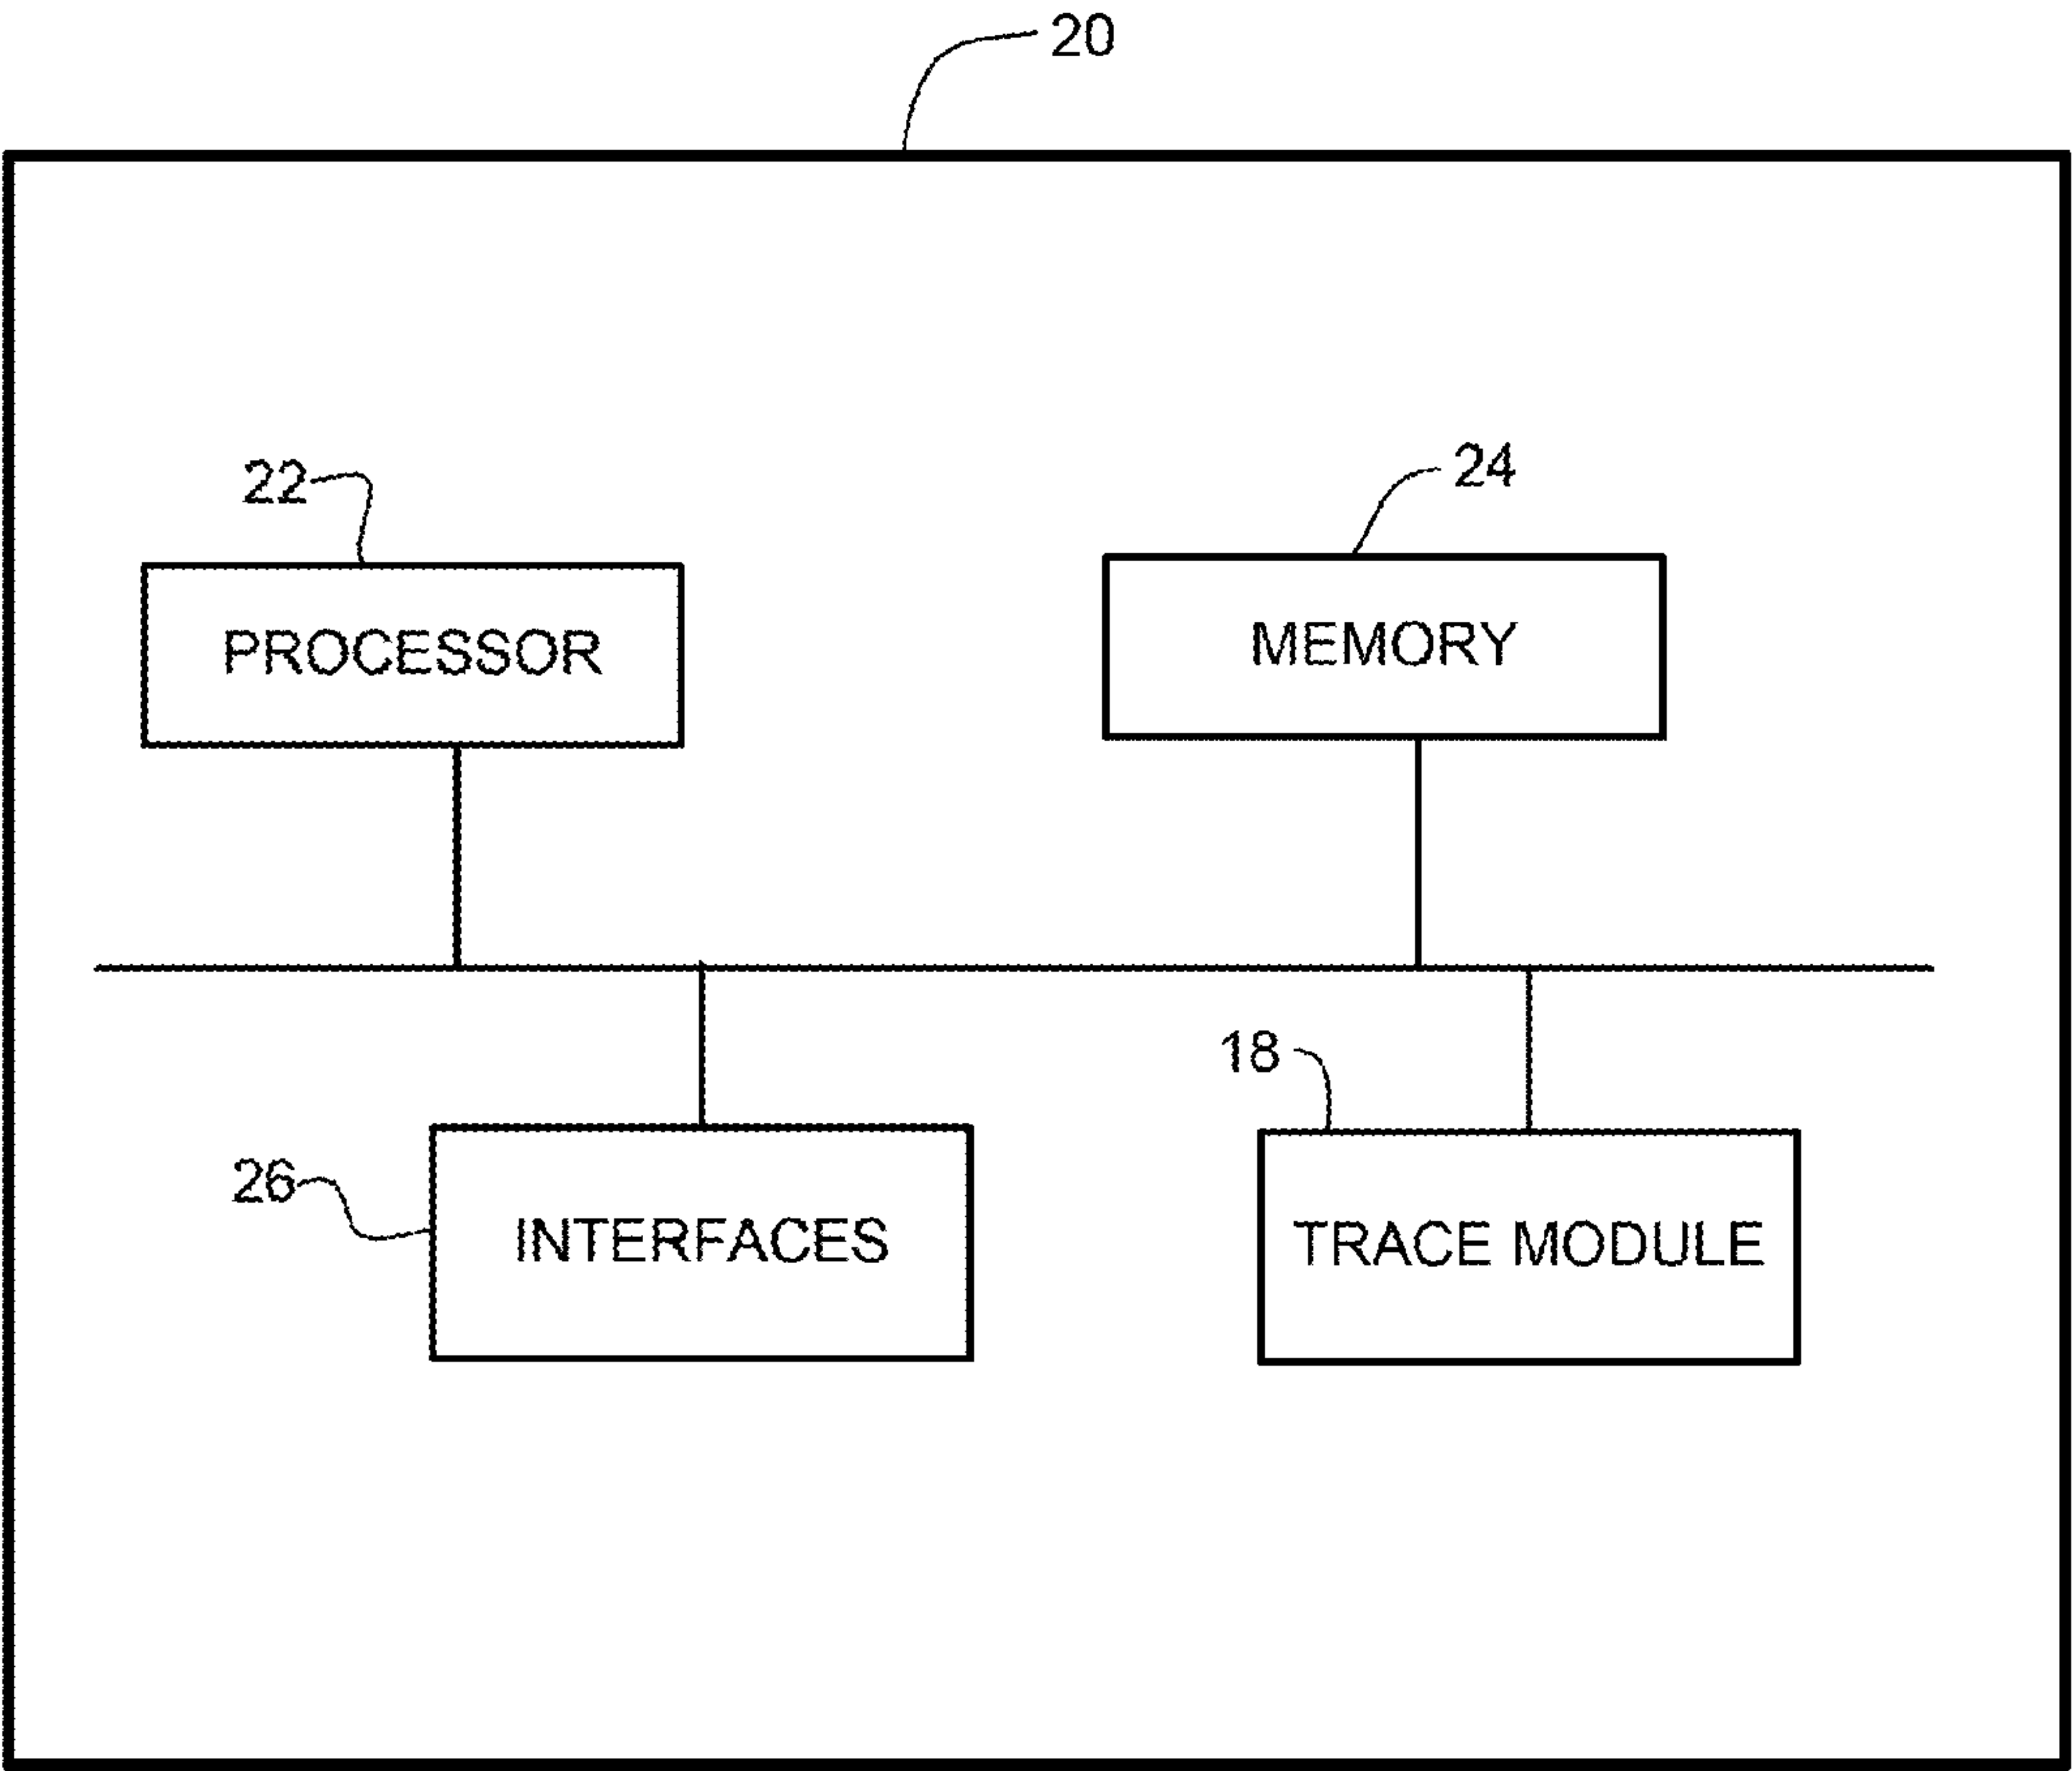 20
22
24
PROCESSOR
MEMORY
18
26
INTERFACES
TRACE MODULE